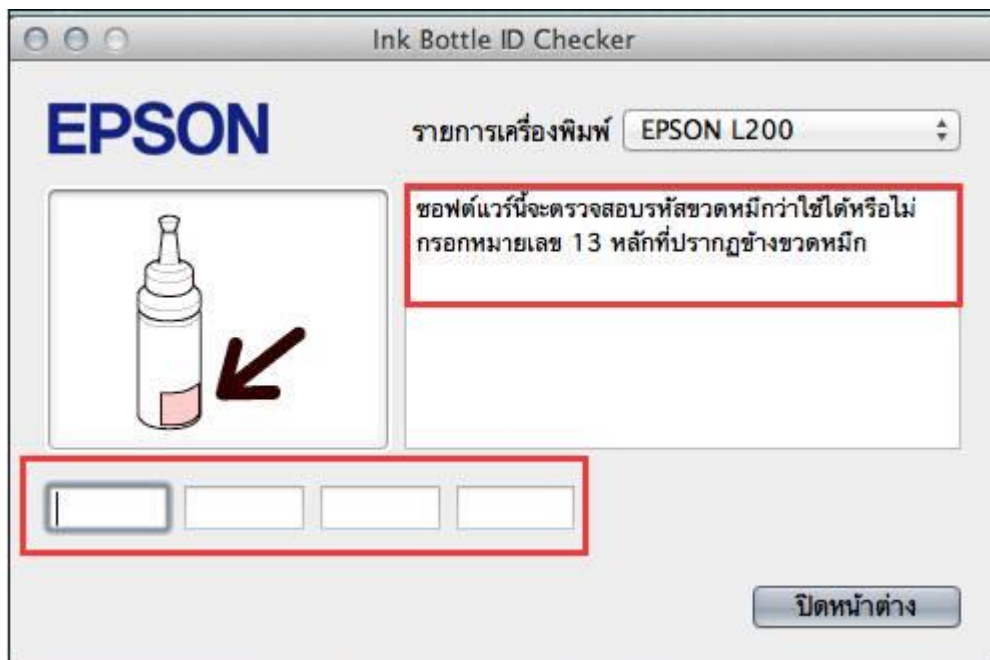 Ink Bottle ID Checker
EPSON
รายการเครื่องพิมพ์ EPSON L200
ซอฟต์แวร์นี้จะตรวจสอบรหัสขวดหมึกว่าใช้ได้หรือไม่
กรอกหมายเลข 13 หลักที่ปรากฏข้างขวดหมึก
ปิดหน้าต่าง